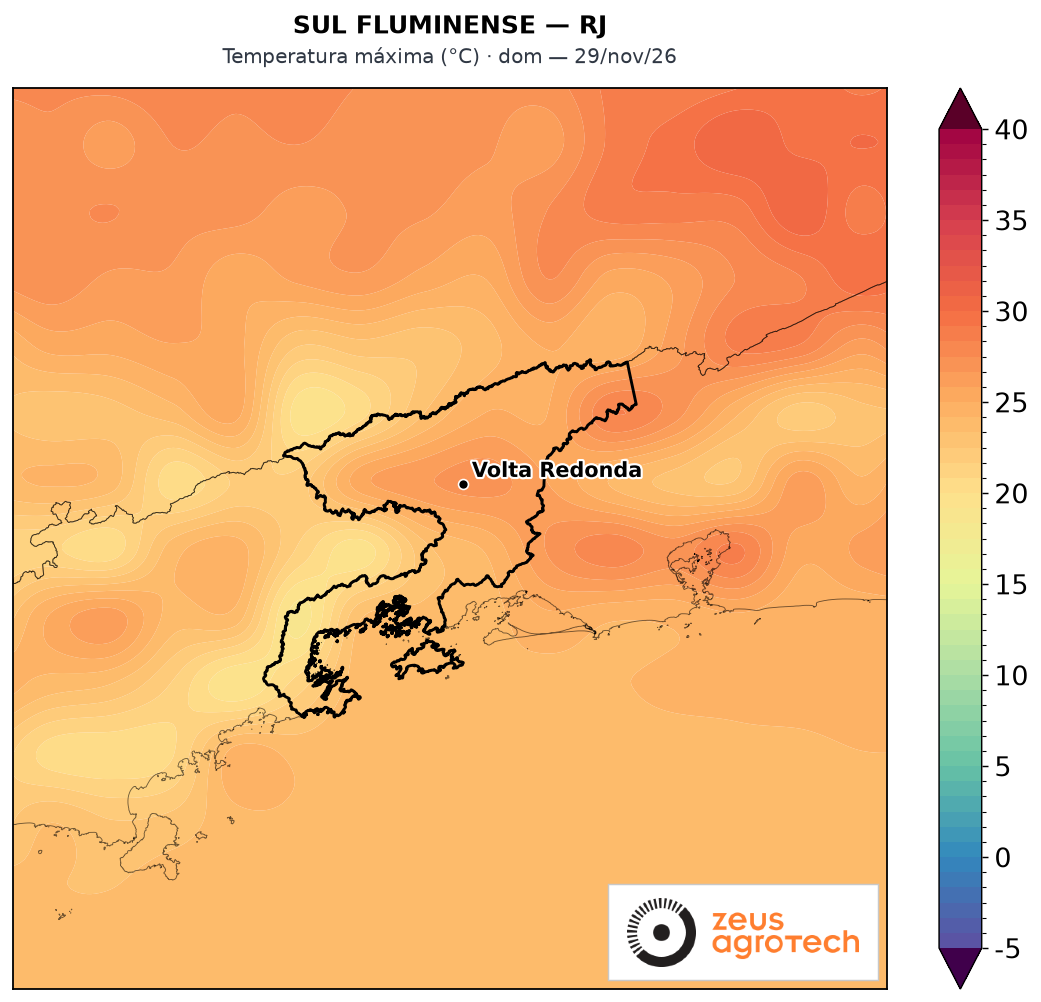 SUL FLUMINENSE — RJ
Temperatura máxima (°C) · dom — 29/nov/26
Volta Redonda
40
35
30
25
20
15
10
5
0
-5
zeus
agrotech